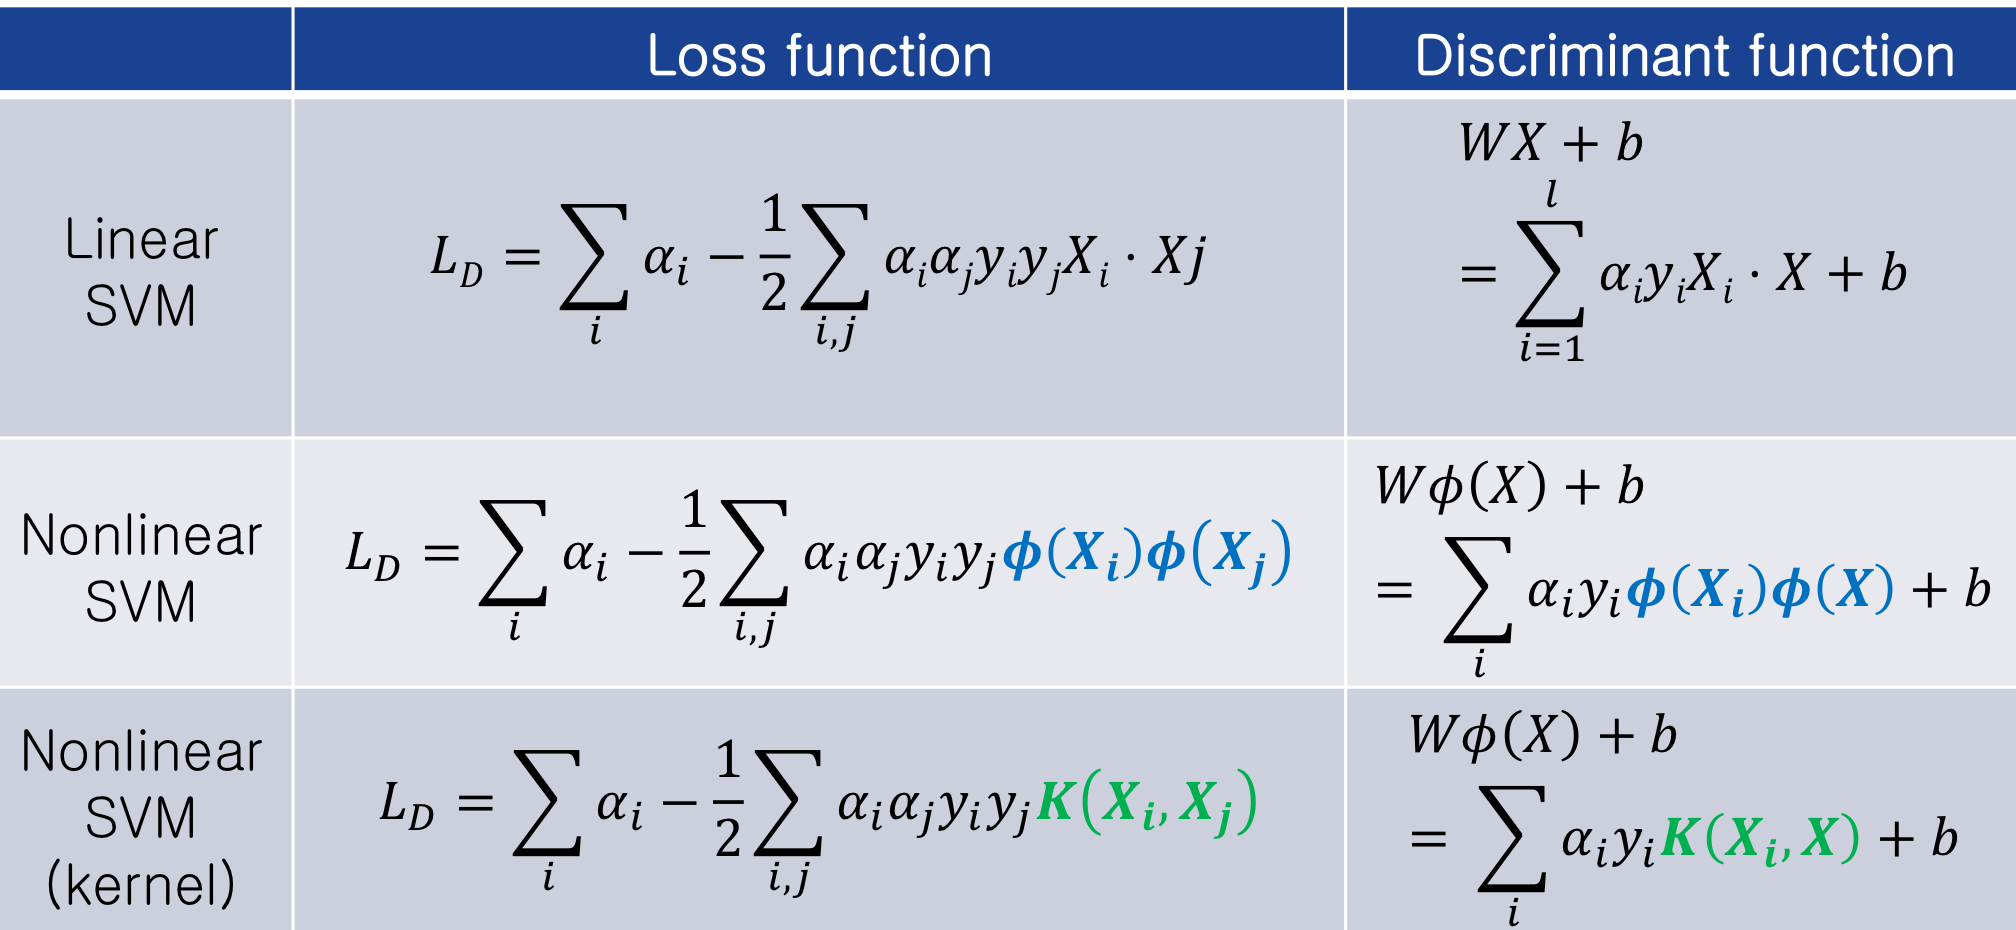 Loss function
Discriminant function
Linear
SVM
L_D = ∑_i α_i − 1/2 ∑_{i,j} α_i α_j y_i y_j X_i · Xj
WX + b
= ∑_{i=1}^{l} α_i y_i X_i · X + b
Nonlinear
SVM
L_D = ∑_i α_i − 1/2 ∑_{i,j} α_i α_j y_i y_j ϕ(X_i)ϕ(X_j)
Wϕ(X) + b
= ∑_i α_i y_i ϕ(X_i)ϕ(X) + b
Nonlinear
SVM
(kernel)
L_D = ∑_i α_i − 1/2 ∑_{i,j} α_i α_j y_i y_j K(X_i, X_j)
Wϕ(X) + b
= ∑_i α_i y_i K(X_i, X) + b